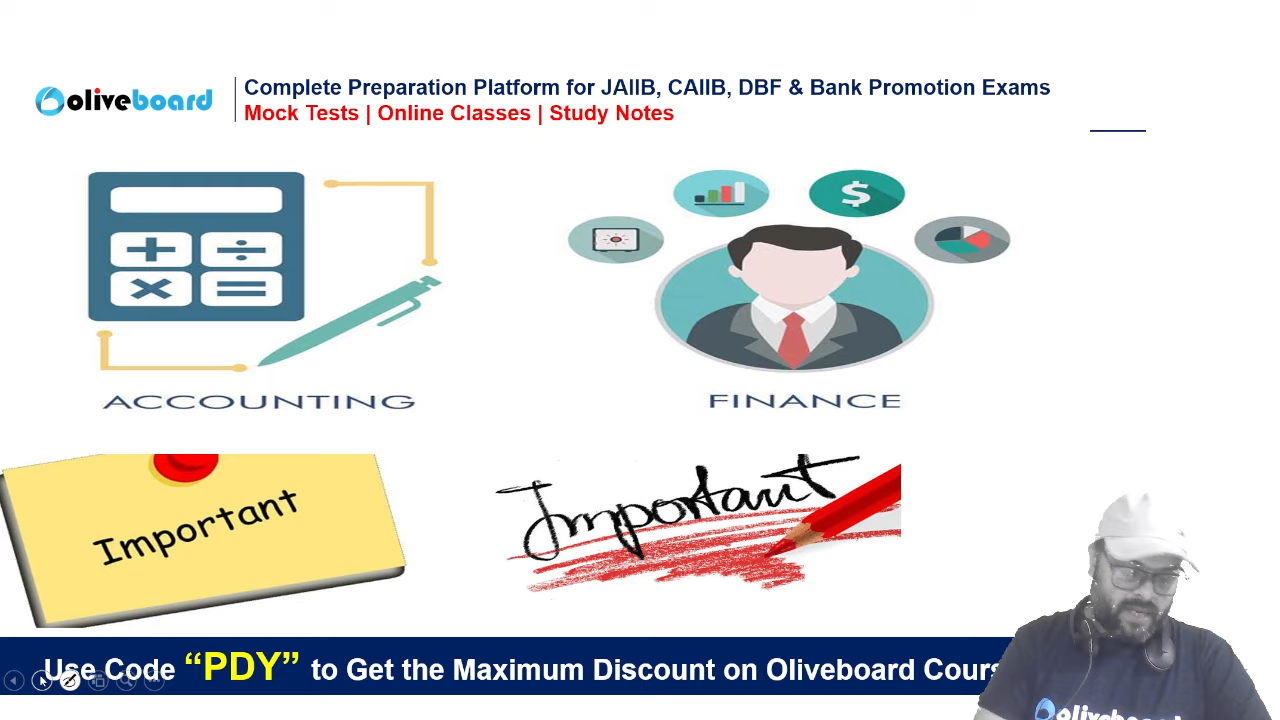 oliveboard
Complete Preparation Platform for JAIIB, CAIIB, DBF & Bank Promotion Exams
Mock Tests | Online Classes | Study Notes
ACCOUNTING
FINANCE
Important
Important
Use Code “PDY” to Get the Maximum Discount on Oliveboard Cours
oliveboard